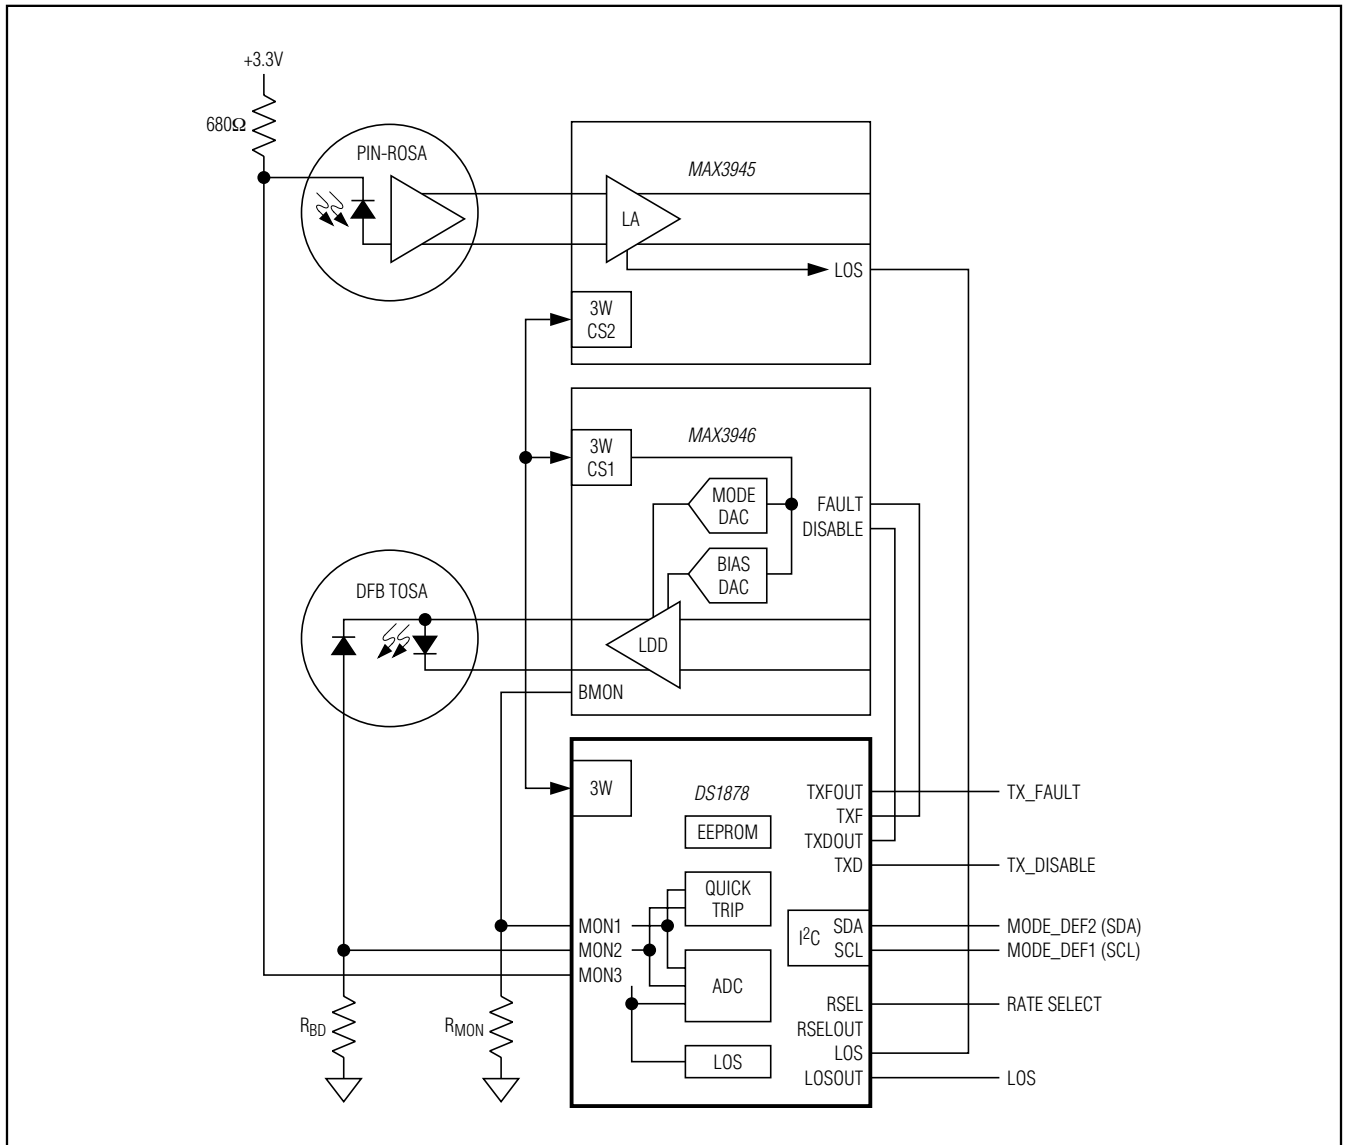 +3.3V
680Ω
PIN-ROSA
MAX3945
LA
LOS
3W
CS2
3W
CS1
MAX3946
MODE
DAC
FAULT
DISABLE
BIAS
DAC
DFB TOSA
LDD
BMON
3W
DS1878
EEPROM
TXFOUT
TX_FAULT
TXF
TXDOUT
TXD
TX_DISABLE
QUICK
TRIP
MON1
MON2
MON3
ADC
I²C
SDA
MODE_DEF2 (SDA)
SCL
MODE_DEF1 (SCL)
RSEL
RATE SELECT
RSELOUT
LOS
LOS
LOSOUT
LOS
RBD
RMON